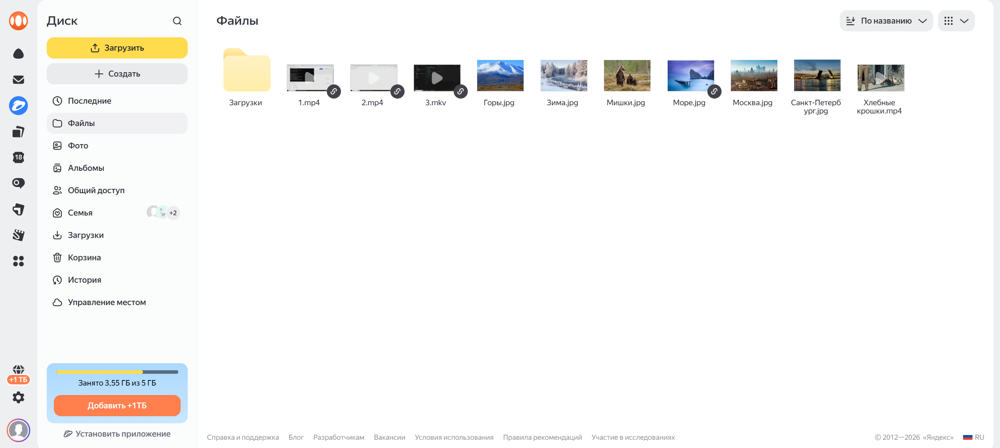 Диск
Загрузить
Создать
Последние
Файлы
Фото
Альбомы
Общий доступ
Семья
+2
Загрузки
Корзина
История
Управление местом
18
+1 ТБ
Занято 3,55 ГБ из 5 ГБ
Добавить +1ТБ
Установить приложение
Файлы
По названию
Загрузки
1.mp4
2.mp4
3.mkv
Горы.jpg
Зима.jpg
Мишки.jpg
Море.jpg
Москва.jpg
Санкт-Петерб
ург.jpg
Хлебные
крошки.mp4
Справка и поддержка
Блог
Разработчикам
Вакансии
Условия использования
Правила рекомендаций
Участие в исследованиях
© 2012—2026 «Яндекс»
RU